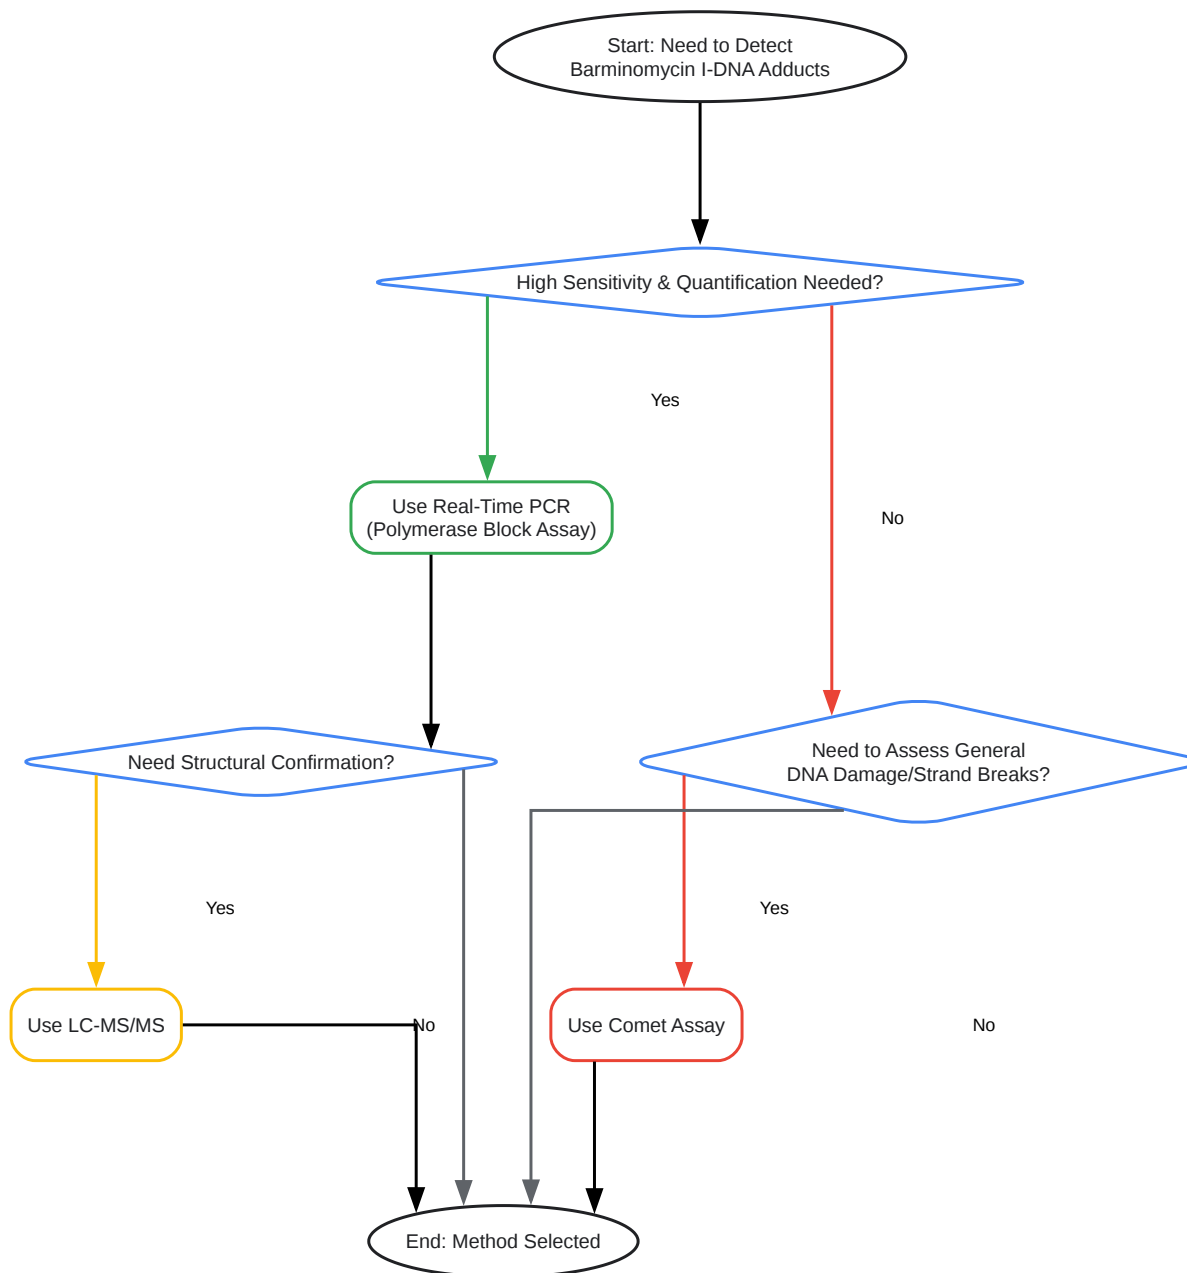 Start: Need to Detect
Barminomycin I-DNA Adducts
High Sensitivity & Quantification Needed?
Yes
Use Real-Time PCR
(Polymerase Block Assay)
No
Need Structural Confirmation?
Need to Assess General
DNA Damage/Strand Breaks?
Yes
Yes
Use LC-MS/MS
No
Use Comet Assay
No
End: Method Selected